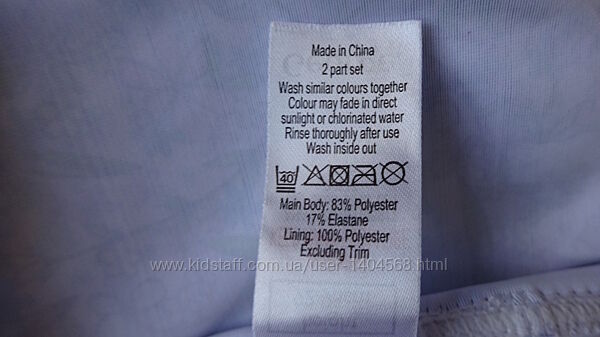 Made in China
2 part set
Wash similar colours together
Colour may fade in direct
sunlight or chlorinated water
Rinse thoroughly after use
Wash inside out
40
Main Body: 83% Polyester
17% Elastane
Lining: 100% Polyester
Excluding Trim
www.kidstaff.com.ua/user-1404568.html